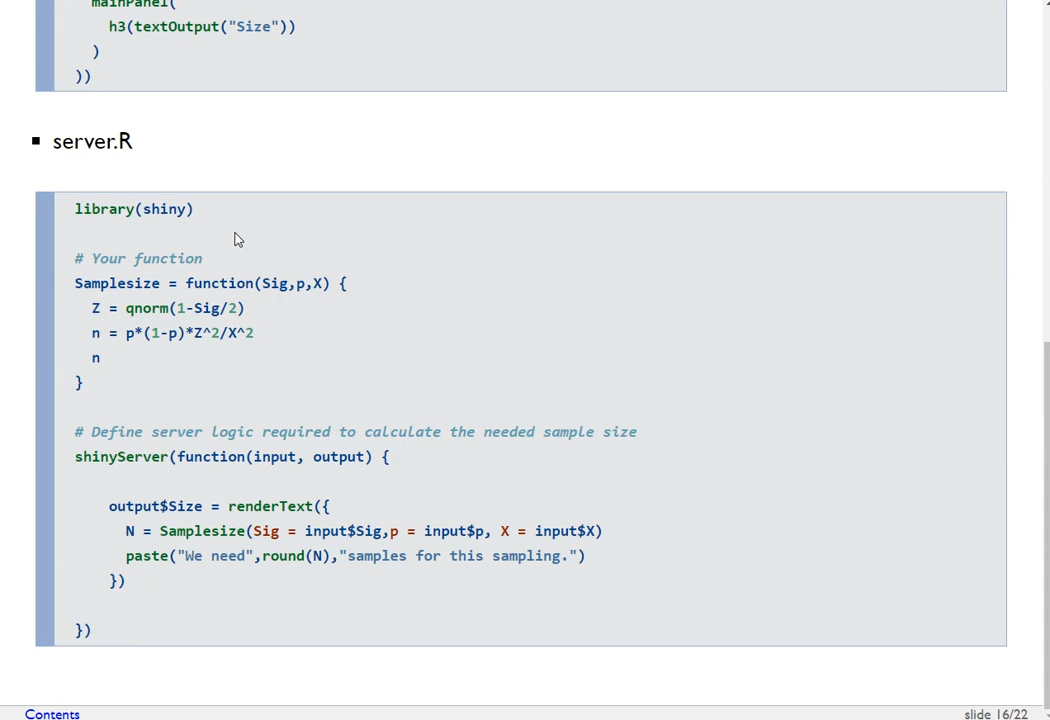 mainPanel(
h3(textOutput("Size"))
)
))
server.R
library(shiny)
# Your function
Samplesize = function(Sig,p,X) {
Z = qnorm(1-Sig/2)
n = p*(1-p)*Z^2/X^2
n
}
# Define server logic required to calculate the needed sample size
shinyServer(function(input, output) {
output$Size = renderText({
N = Samplesize(Sig = input$Sig,p = input$p, X = input$X)
paste("We need",round(N),"samples for this sampling.")
})
})
Contents
slide 16/22